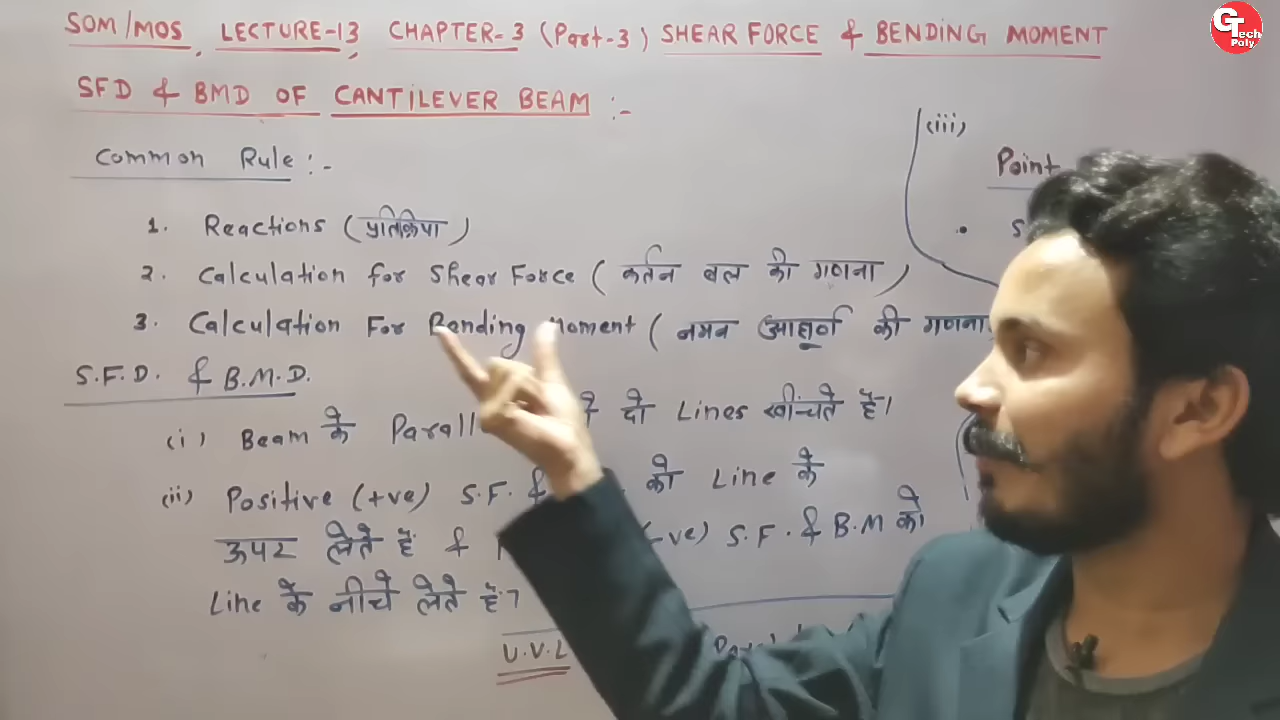 SOM/MOS, LECTURE-13, CHAPTER-3 (Part-3) SHEAR FORCE & BENDING MOMENT
GTech Poly
SFD & BMD OF CANTILEVER BEAM :-
Common Rule :-
1. Reactions (प्रतिक्रिया)
2. Calculation for Shear Force (कर्तन बल की गणना)
3. Calculation For Bending Moment (नमन आघूर्ण की गणना
S.F.D. & B.M.D.
(i) Beam के दो Lines खींचते हैं।
(ii) Positive (+ve) S.F. & को Line के
ऊपर लेते हैं & (-ve) S.F. & B.M को
Line के नीचे लेते हैं।
U.V.L
(iii)
Point